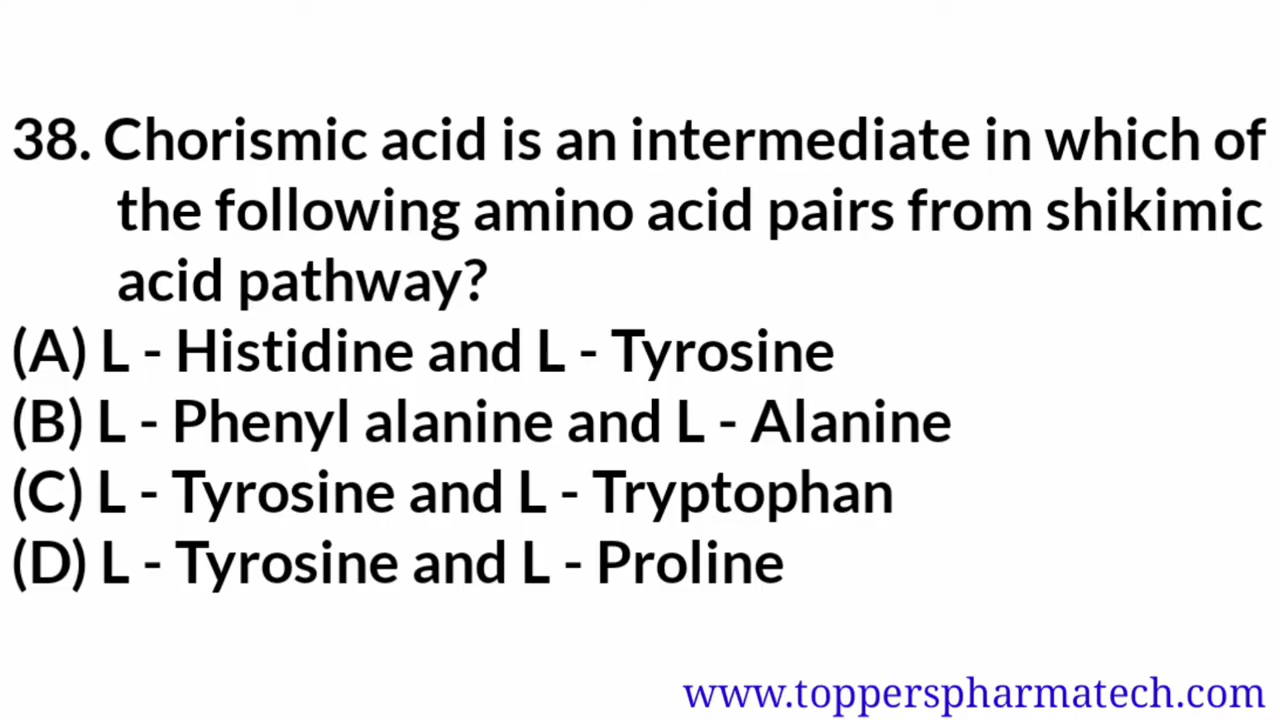 38. Chorismic acid is an intermediate in which of
the following amino acid pairs from shikimic
acid pathway?
(A) L - Histidine and L - Tyrosine
(B) L - Phenyl alanine and L - Alanine
(C) L - Tyrosine and L - Tryptophan
(D) L - Tyrosine and L - Proline
www.topperspharmatech.com